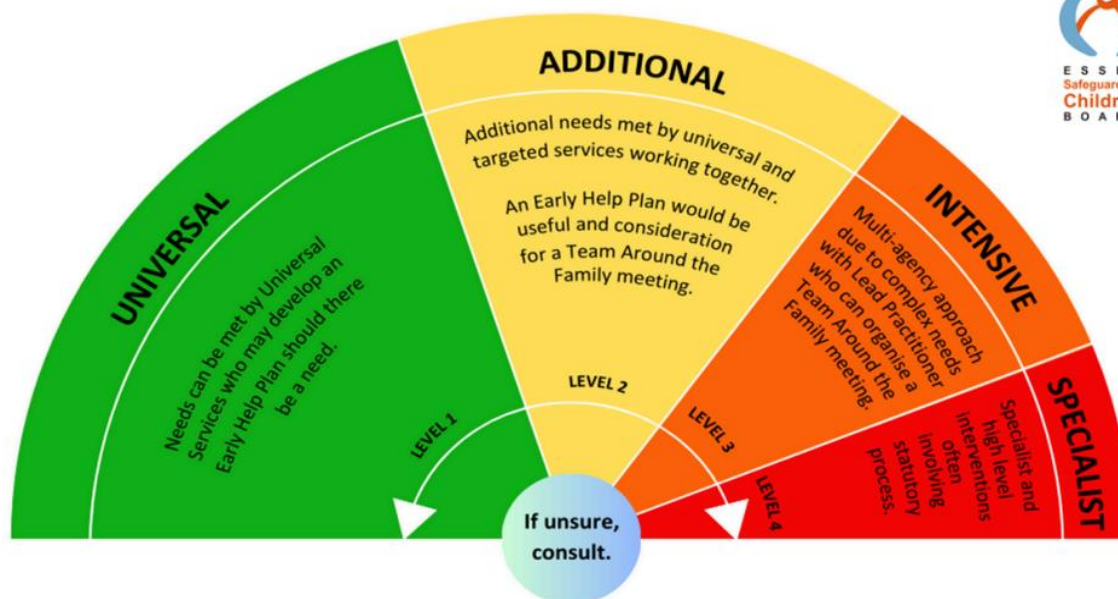 UNIVERSAL
Needs can be met by Universal
Services who may develop an
Early Help Plan should there
be a need.
LEVEL 1
ADDITIONAL
Additional needs met by universal and
targeted services working together.
An Early Help Plan would be
useful and consideration
for a Team Around the
Family meeting.
LEVEL 2
INTENSIVE
Multi-agency approach
due to complex needs
with Lead Practitioner
who can organise a
Team Around the
Family meeting.
LEVEL 3
SPECIALIST
Specialist and
high level
interventions
often
involving
statutory
process.
LEVEL 4
If unsure,
consult.